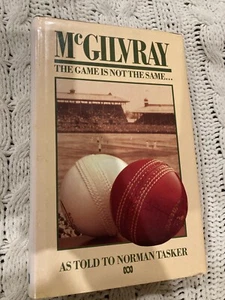 McGILVRAY
THE GAME IS NOT THE SAME...
AS TOLD TO NORMAN TASKER